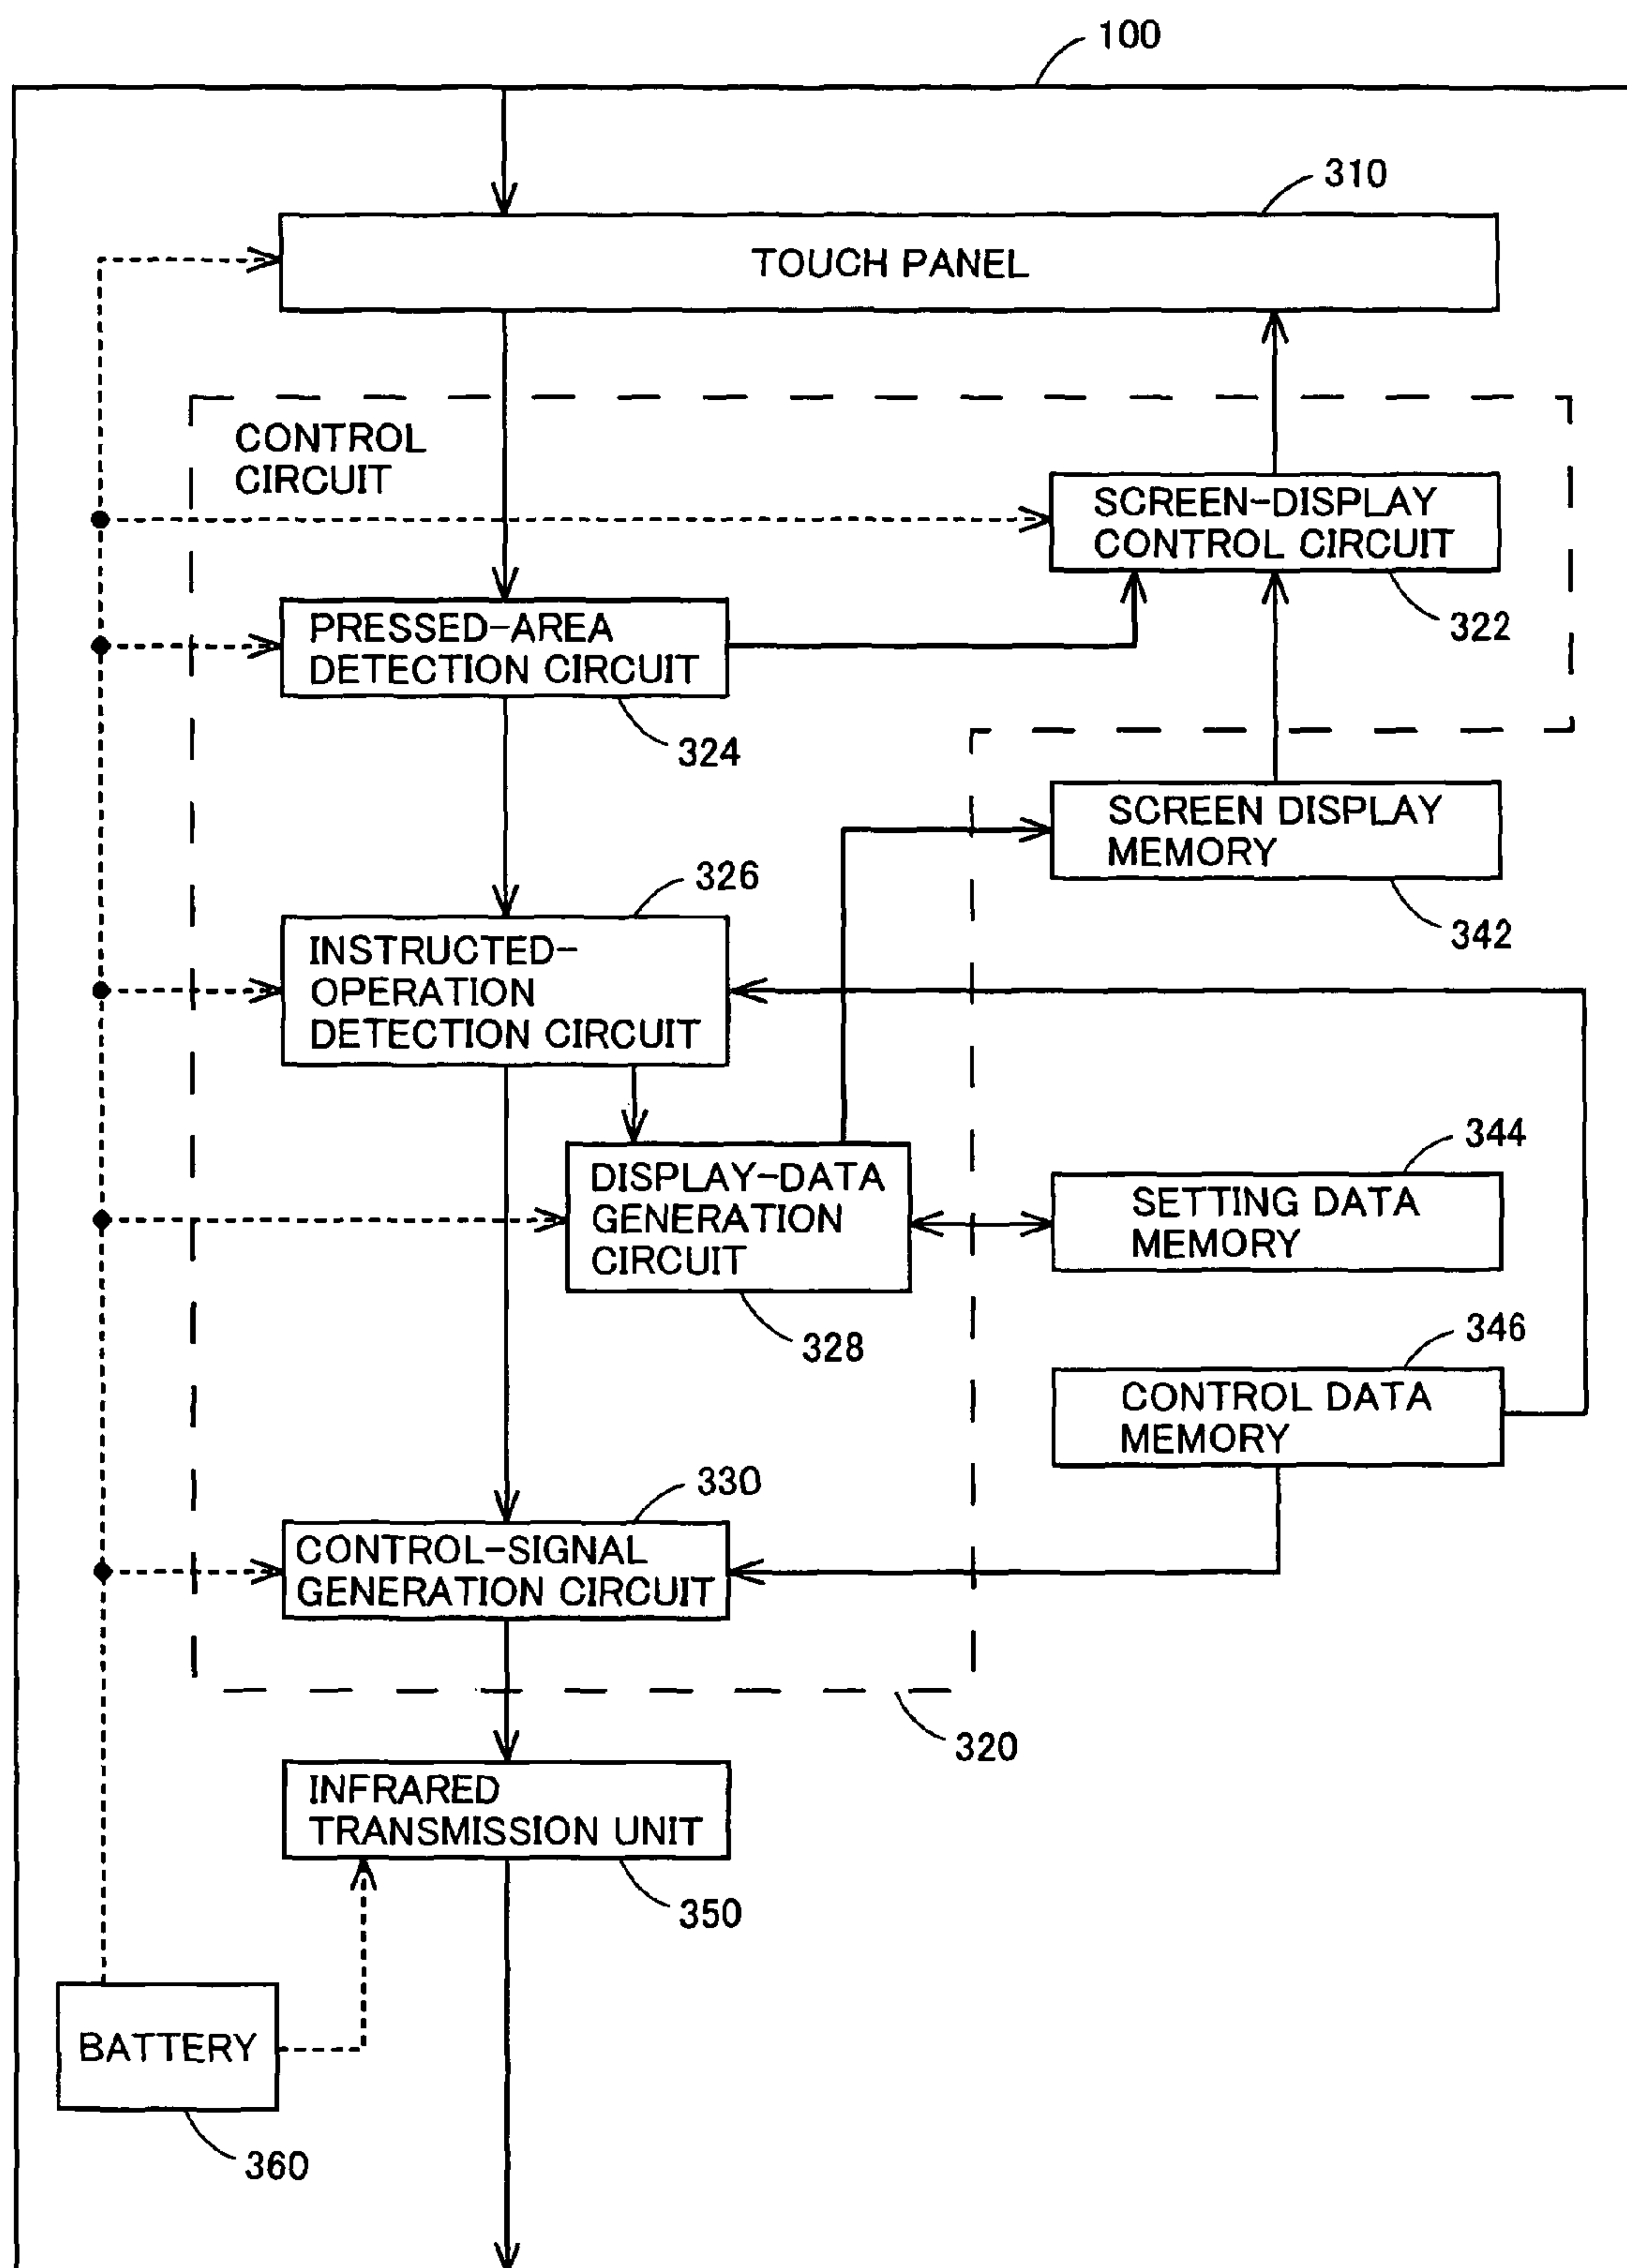 100
310
TOUCH PANEL
CONTROL
CIRCUIT
SCREEN-DISPLAY
CONTROL CIRCUIT
322
PRESSED-AREA
DETECTION CIRCUIT
324
SCREEN DISPLAY
MEMORY
342
326
INSTRUCTED-
OPERATION
DETECTION CIRCUIT
344
DISPLAY-DATA
GENERATION
CIRCUIT
SETTING DATA
MEMORY
328
346
CONTROL DATA
MEMORY
330
CONTROL-SIGNAL
GENERATION CIRCUIT
320
INFRARED
TRANSMISSION UNIT
350
BATTERY
360